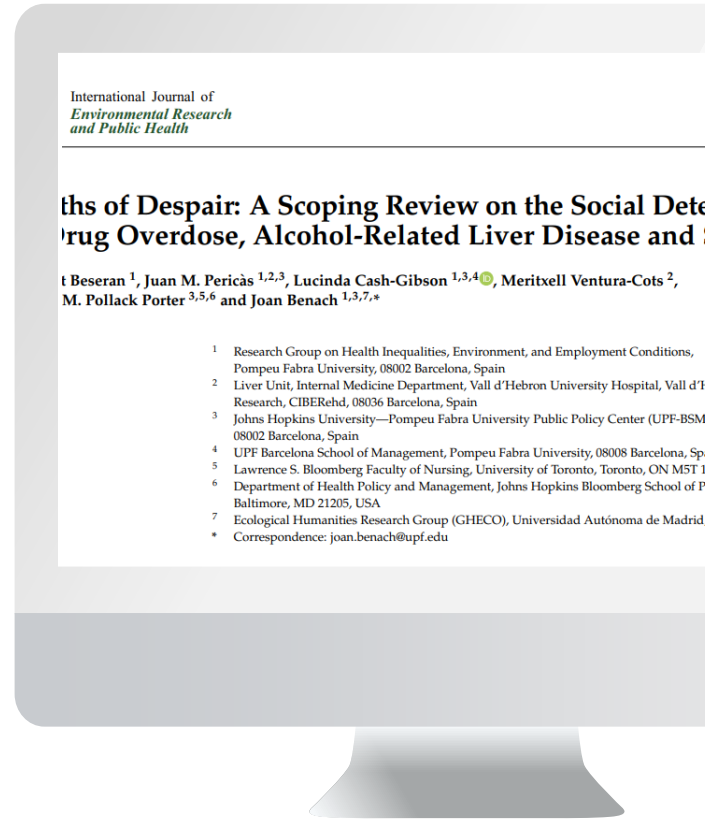 International Journal of
Environmental Research
and Public Health
ths of Despair: A Scoping Review on the Social Dete
rug Overdose, Alcohol-Related Liver Disease and
t Beseran 1, Juan M. Pericàs 1,2,3, Lucinda Cash-Gibson 1,3,4 iD, Meritxell Ventura-Cots 2,
M. Pollack Porter 3,5,6 and Joan Benach 1,3,7,*
1 Research Group on Health Inequalities, Environment, and Employment Conditions,
Pompeu Fabra University, 08002 Barcelona, Spain
2 Liver Unit, Internal Medicine Department, Vall d'Hebron University Hospital, Vall d'H
Research, CIBERehd, 08036 Barcelona, Spain
3 Johns Hopkins University—Pompeu Fabra University Public Policy Center (UPF-BSM
08002 Barcelona, Spain
4 UPF Barcelona School of Management, Pompeu Fabra University, 08008 Barcelona, Spa
5 Lawrence S. Bloomberg Faculty of Nursing, University of Toronto, Toronto, ON M5T 1
6 Department of Health Policy and Management, Johns Hopkins Bloomberg School of P
Baltimore, MD 21205, USA
7 Ecological Humanities Research Group (GHECO), Universidad Autónoma de Madrid,
* Correspondence: joan.benach@upf.edu